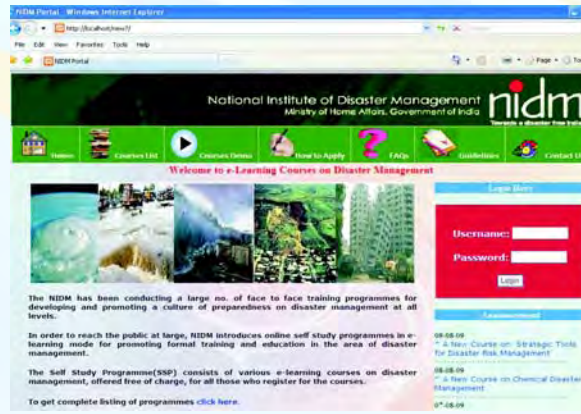 NIDM Portal - Windows Internet Explorer
http://localhost/new7/
File Edit View Favorites Tools Help
NIDM Portal
Page
To
National Institute of Disaster Management
Ministry of Home Affairs, Government of India
nidm
Towards a disaster free
Home
Courses List
Courses Demo
How to Apply
FAQs
Guidelines
Contact U
Welcome to e-Learning Courses on Disaster Management
The NIDM has been conducting a large no. of face to face training programmes for
developing and promoting a culture of preparedness on disaster management at all
levels.
In order to reach the public at large, NIDM introduces online self study programmes in e-
learning mode for promoting formal training and education in the area of disaster
management.
The Self Study Programme(SSP) consists of various e-learning courses on disaster
management, offered free of charge, for all those who register for the courses.
To get complete listing of programmes click here.
Login Here
Username:
Password:
Login
Announcement
08-08-09
" A New Course on: Strategic Tools
for Disaster Risk Management
08-08-09
" A New Course on Chemical Disaster
Management